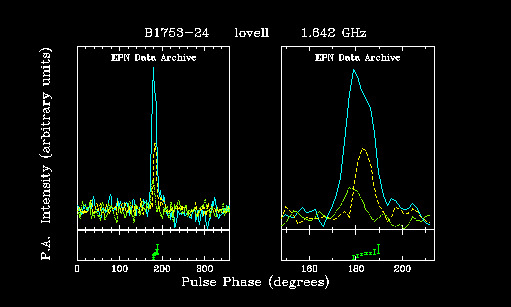 B1753-24 lovell 1.642 GHz
EPN Data Archive
EPN Data Archive
P.A. Intensity (arbitrary units)
0 100 200 300
160 180 200
Pulse Phase (degrees)